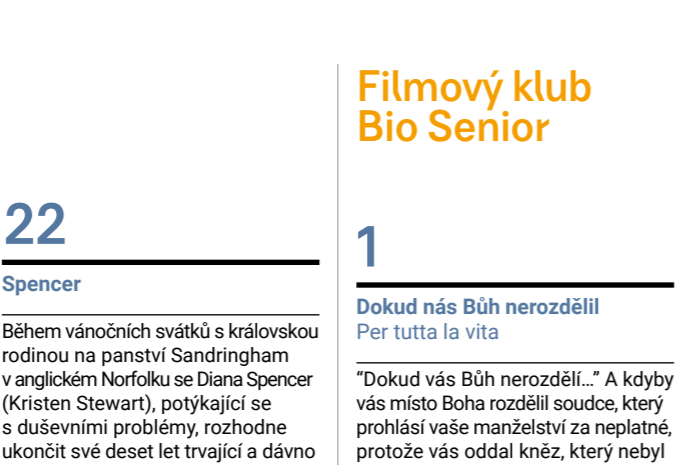 22
Spencer
Během vánočních svátků s královskou
rodinou na panství Sandringham
v anglickém Norfolku se Diana Spencer
(Kristen Stewart), potýkající se
s duševními problémy, rozhodne
ukončit své deset let trvající a dávno
Filmový klub
Bio Senior
1
Dokud nás Bůh nerozdělil
Per tutta la vita
“Dokud vás Bůh nerozdělí…” A kdyby
vás místo Boha rozdělil soudce, který
prohlásí vaše manželství za neplatné,
protože vás oddal kněz, který nebyl